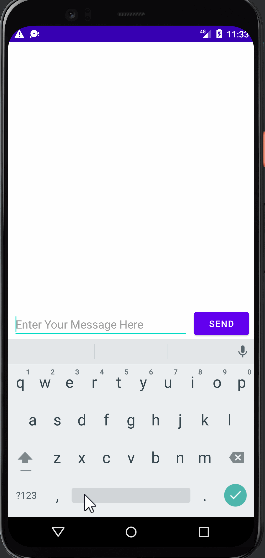 11:33
Enter Your Message Here
SEND
1 2 3 4 5 6 7 8 9 0
q w e r t y u i o p
a s d f g h j k l
z x c v b n m
?123 , .